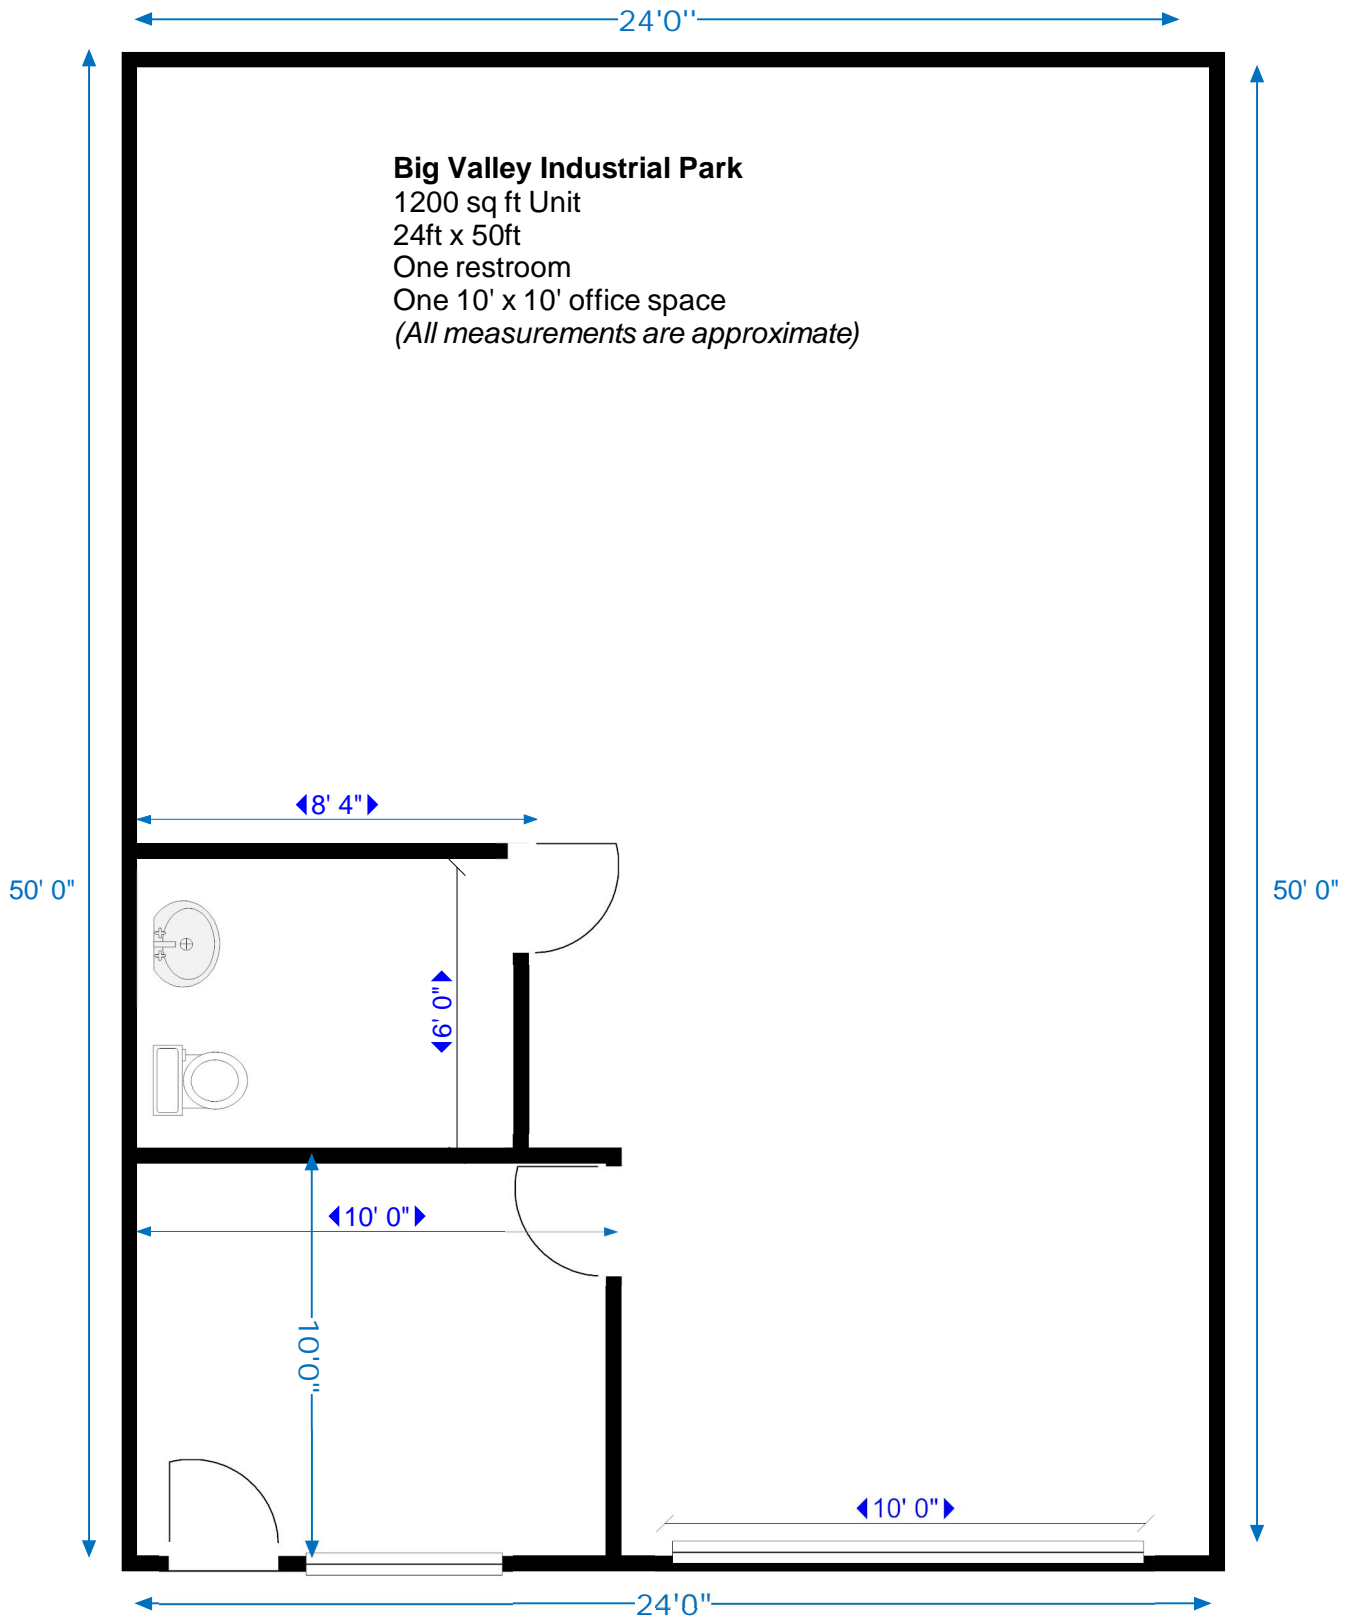 24'0''
Big Valley Industrial Park
1200 sq ft Unit
24ft x 50ft
One restroom
One 10' x 10' office space
(All measurements are approximate)
8' 4"
50' 0"
50' 0"
6' 0"
10' 0"
10'0"
10' 0"
24'0"